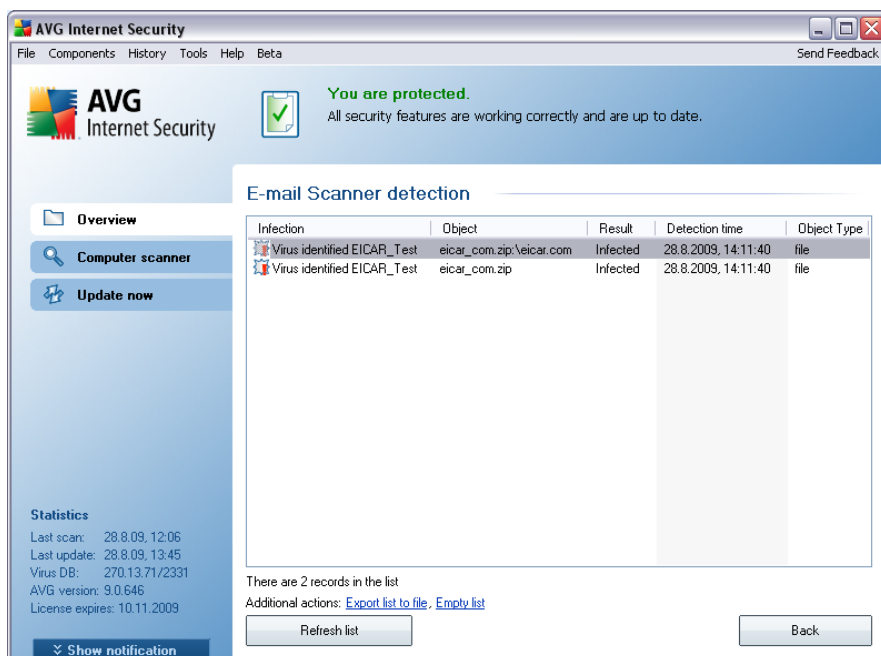 AVG Internet Security
File Components History Tools Help Beta Send Feedback
AVG
Internet Security
You are protected.
All security features are working correctly and are up to date.
Overview
Computer scanner
Update now
E-mail Scanner detection
Infection Object Result Detection time Object Type
Virus identified EICAR_Test eicar_com.zip:\eicar.com Infected 28.8.2009, 14:11:40 file
Virus identified EICAR_Test eicar_com.zip Infected 28.8.2009, 14:11:40 file
Statistics
Last scan: 28.8.09, 12:06
Last update: 28.8.09, 13:45
Virus DB: 270.13.71/2331
AVG version: 9.0.646
License expires: 10.11.2009
Show notification
There are 2 records in the list
Additional actions: Export list to file, Empty list
Refresh list Back